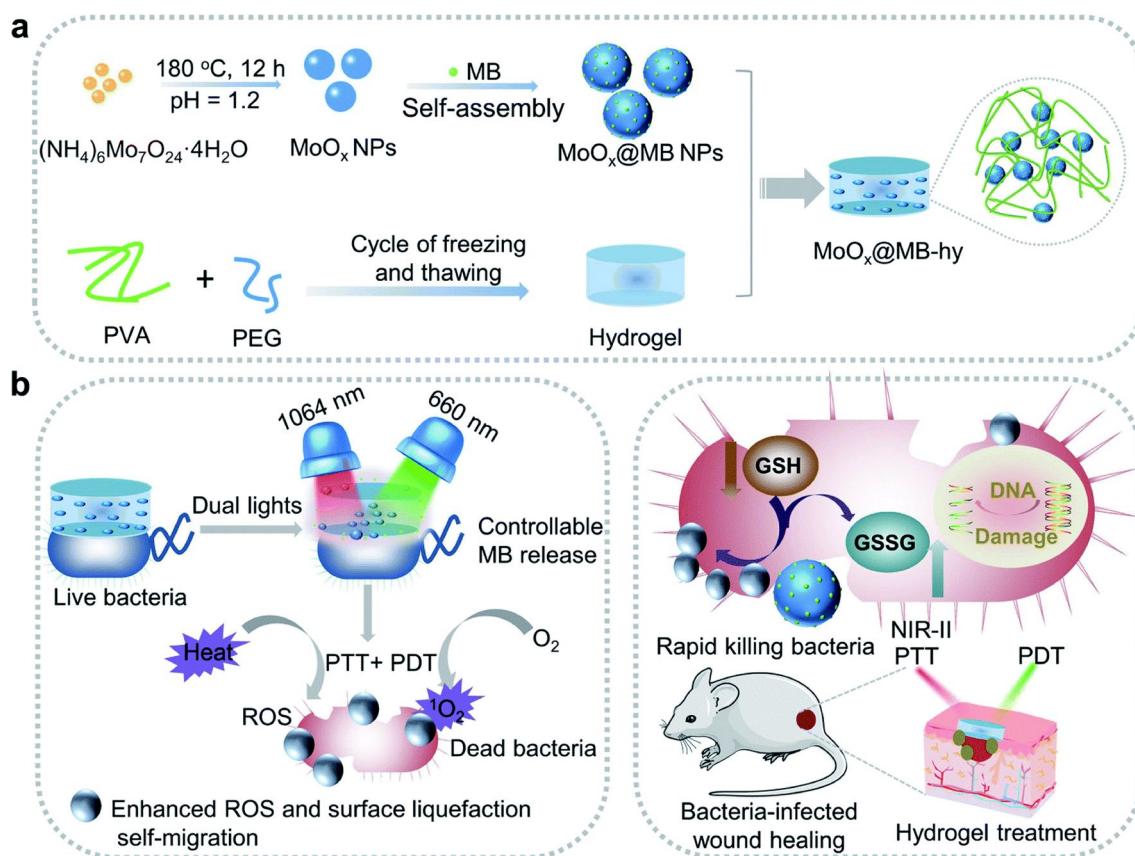 a
180 °C, 12 h
pH = 1.2
MB
Self-assembly
(NH₄)₆Mo₇O₂₄·4H₂O
MoOₓ NPs
MoOₓ@MB NPs
MoOₓ@MB-hy
PVA
+
PEG
Cycle of freezing
and thawing
Hydrogel
b
1064 nm
660 nm
Dual lights
Controllable
MB release
Live bacteria
Heat
PTT+ PDT
O₂
ROS
¹O₂
Dead bacteria
Enhanced ROS and surface liquefaction
self-migration
GSH
GSSG
DNA
Damage
Rapid killing bacteria
NIR-II
PTT
PDT
Bacteria-infected
wound healing
Hydrogel treatment